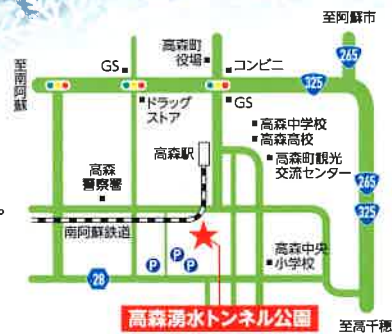 至阿蘇市
265
高森町
役場
コンビニ
GS
325
至南阿蘇
ドラッグ
ストア
GS
高森中学校
高森高校
高森駅
高森町観光
交流センター
高森
警察署
265
325
南阿蘇鉄道
P
P
P
28
高森中央
小学校
高森湧水トンネル公園
至高千穂